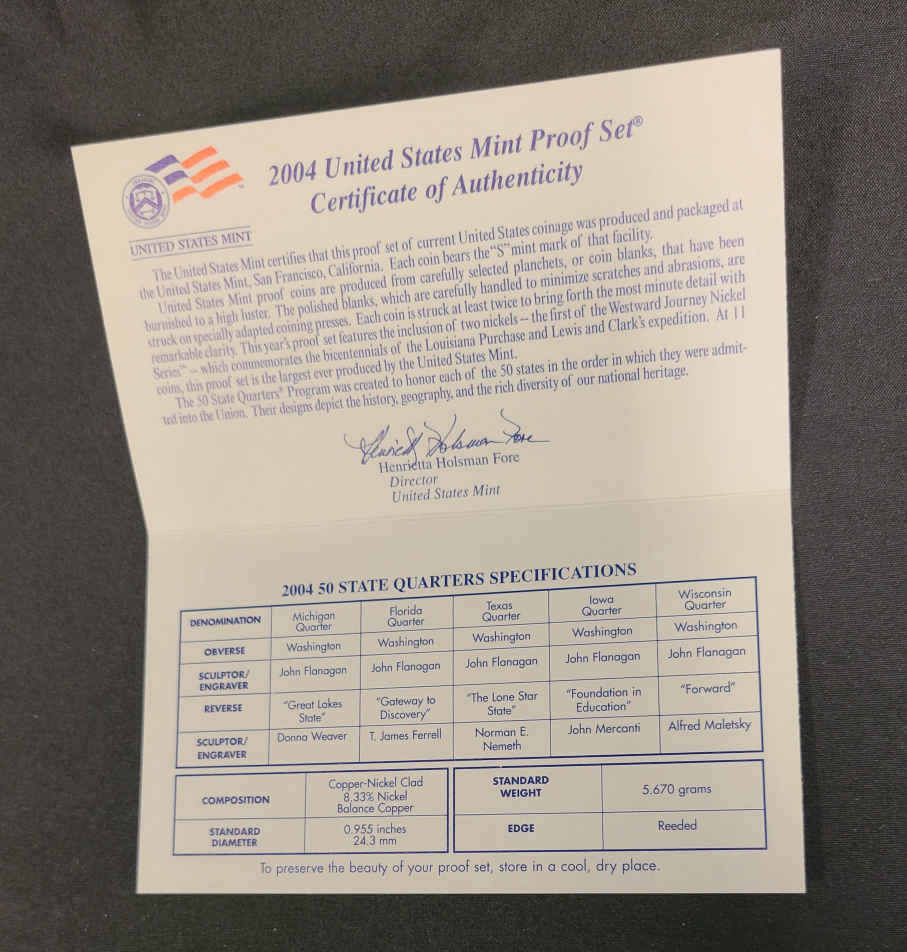 2004 United States Mint Proof Set®
Certificate of Authenticity
UNITED STATES MINT
The United States Mint certifies that this proof set of current United States coinage was produced and packaged at
the United States Mint, San Francisco, California. Each coin bears the "S" mint mark of that facility.
United States Mint proof coins are produced from carefully selected planchets, or coin blanks, that have been
burnished to a high luster. The polished blanks, which are carefully handled to minimize scratches and abrasions, are
struck on specially adapted coining presses. Each coin is struck at least twice to bring forth the most minute detail with
remarkable clarity. This year's proof set features the inclusion of two nickels – the first of the Westward Journey Nickel
Series™ – which commemorates the bicentennials of the Louisiana Purchase and Lewis and Clark's expedition. At 11
coins, this proof set is the largest ever produced by the United States Mint.
The 50 State Quarters® Program was created to honor each of the 50 states in the order in which they were admit-
ted into the Union. Their designs depict the history, geography, and the rich diversity of our national heritage.
Henrietta Holsman Fore
Henrietta Holsman Fore
Director
United States Mint
2004 50 STATE QUARTERS SPECIFICATIONS
DENOMINATION Michigan Quarter Florida Quarter Texas Quarter Iowa Quarter Wisconsin Quarter
OBVERSE Washington Washington Washington Washington Washington
SCULPTOR/ENGRAVER John Flanagan John Flanagan John Flanagan John Flanagan John Flanagan
REVERSE "Great Lakes State" "Gateway to Discovery" "The Lone Star State" "Foundation in Education" "Forward"
SCULPTOR/ENGRAVER Donna Weaver T. James Ferrell Norman E. Nemeth John Mercanti Alfred Maletsky
COMPOSITION Copper-Nickel Clad 8.33% Nickel Balance Copper
STANDARD WEIGHT 5.670 grams
STANDARD DIAMETER 0.955 inches 24.3 mm
EDGE Reeded
To preserve the beauty of your proof set, store in a cool, dry place.